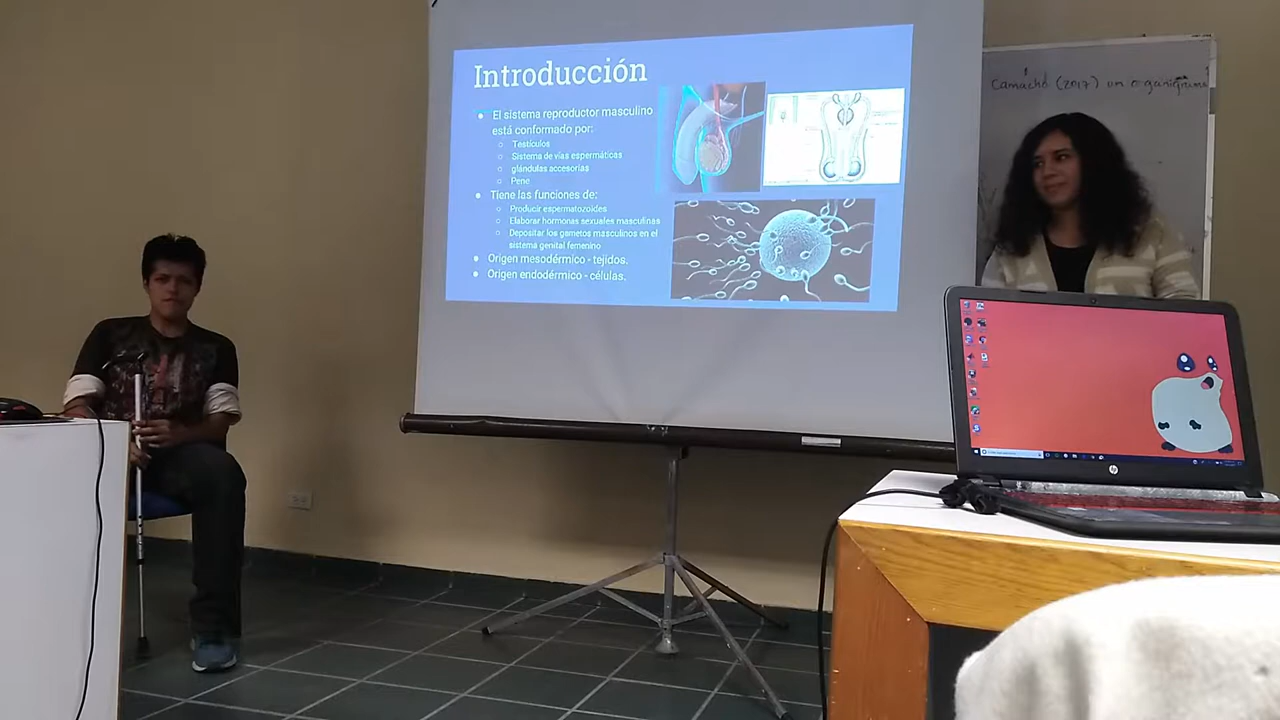 Introducción
El sistema reproductor masculino
está conformado por:
Testículos
Sistema de vías espermáticas
glándulas accesorias
Pene
Tiene las funciones de:
Producir espermatozoides
Elaborar hormonas sexuales masculinas
Depositar los gametos masculinos en el
sistema genital femenino
Origen mesodérmico - tejidos.
Origen endodérmico - células.
Camacho (2017) un organigrama
hp